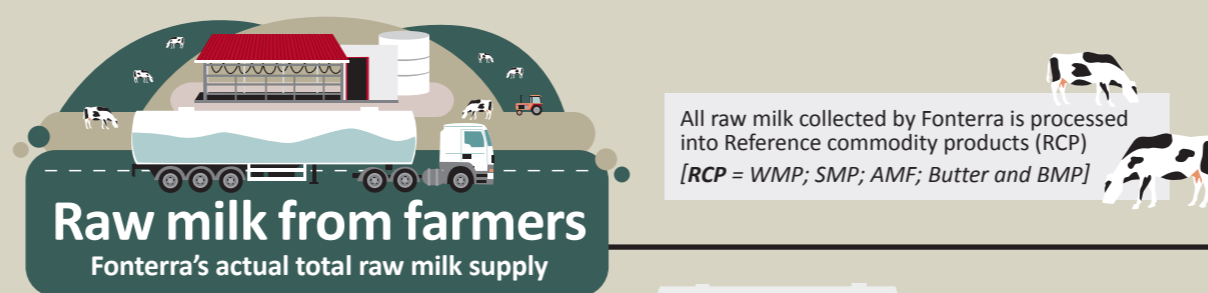 Raw milk from farmers
Fonterra's actual total raw milk supply
All raw milk collected by Fonterra is processed
into Reference commodity products (RCP)
[RCP = WMP; SMP; AMF; Butter and BMP]